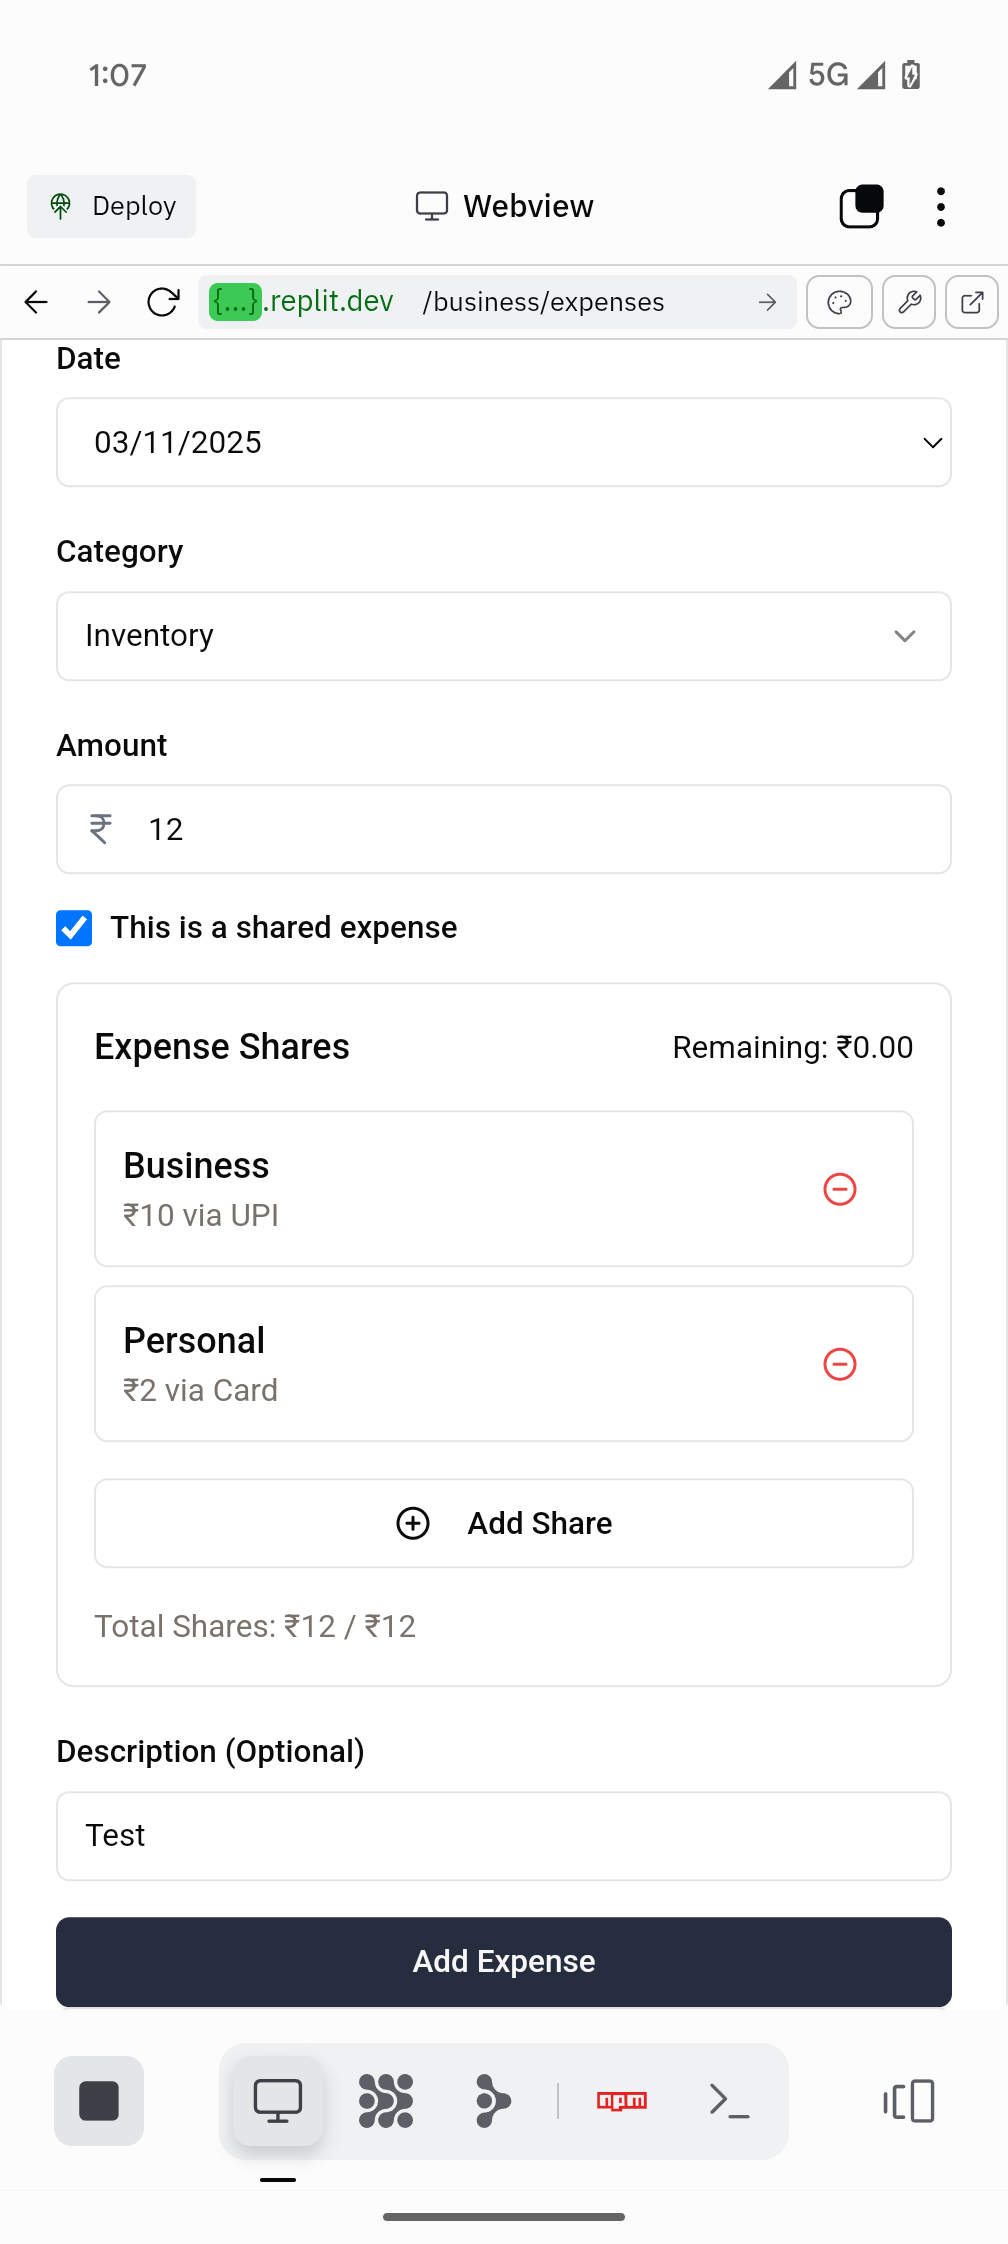 1:07
5G
Deploy
Webview
{...}.replit.dev /business/expenses
Date
03/11/2025
Category
Inventory
Amount
₹ 12
This is a shared expense
Expense Shares
Remaining: ₹0.00
Business
₹10 via UPI
Personal
₹2 via Card
Add Share
Total Shares: ₹12 / ₹12
Description (Optional)
Test
Add Expense
npm